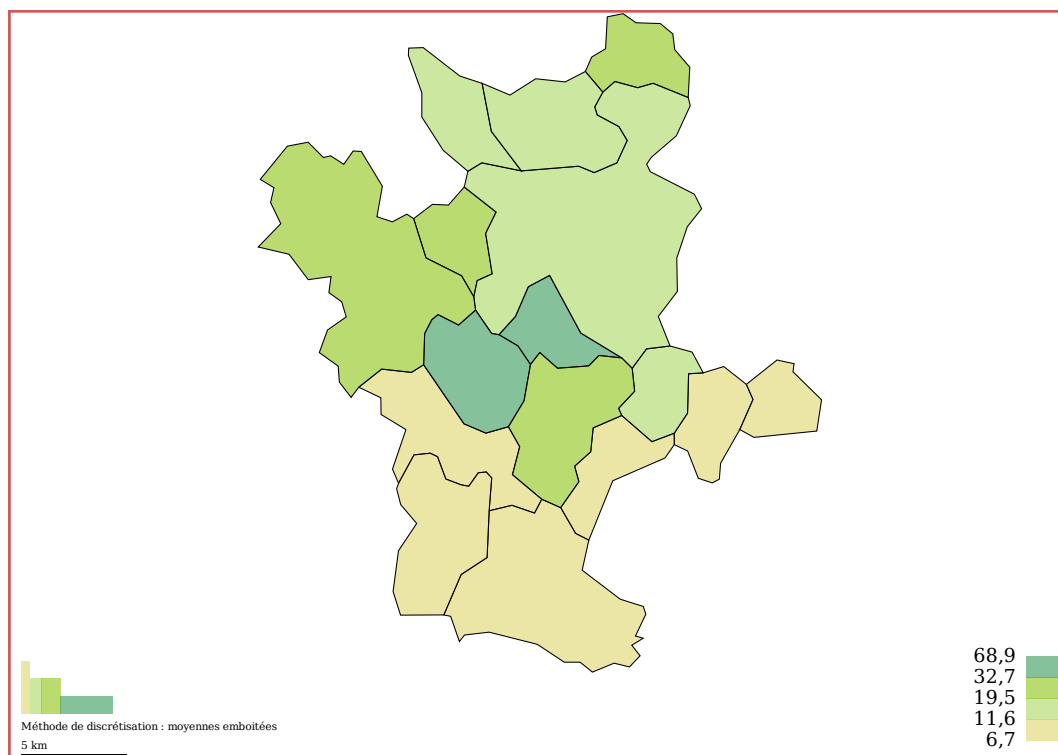 68,9
32,7
19,5
11,6
6,7
Méthode de discrétisation : moyennes emboitées
5 km